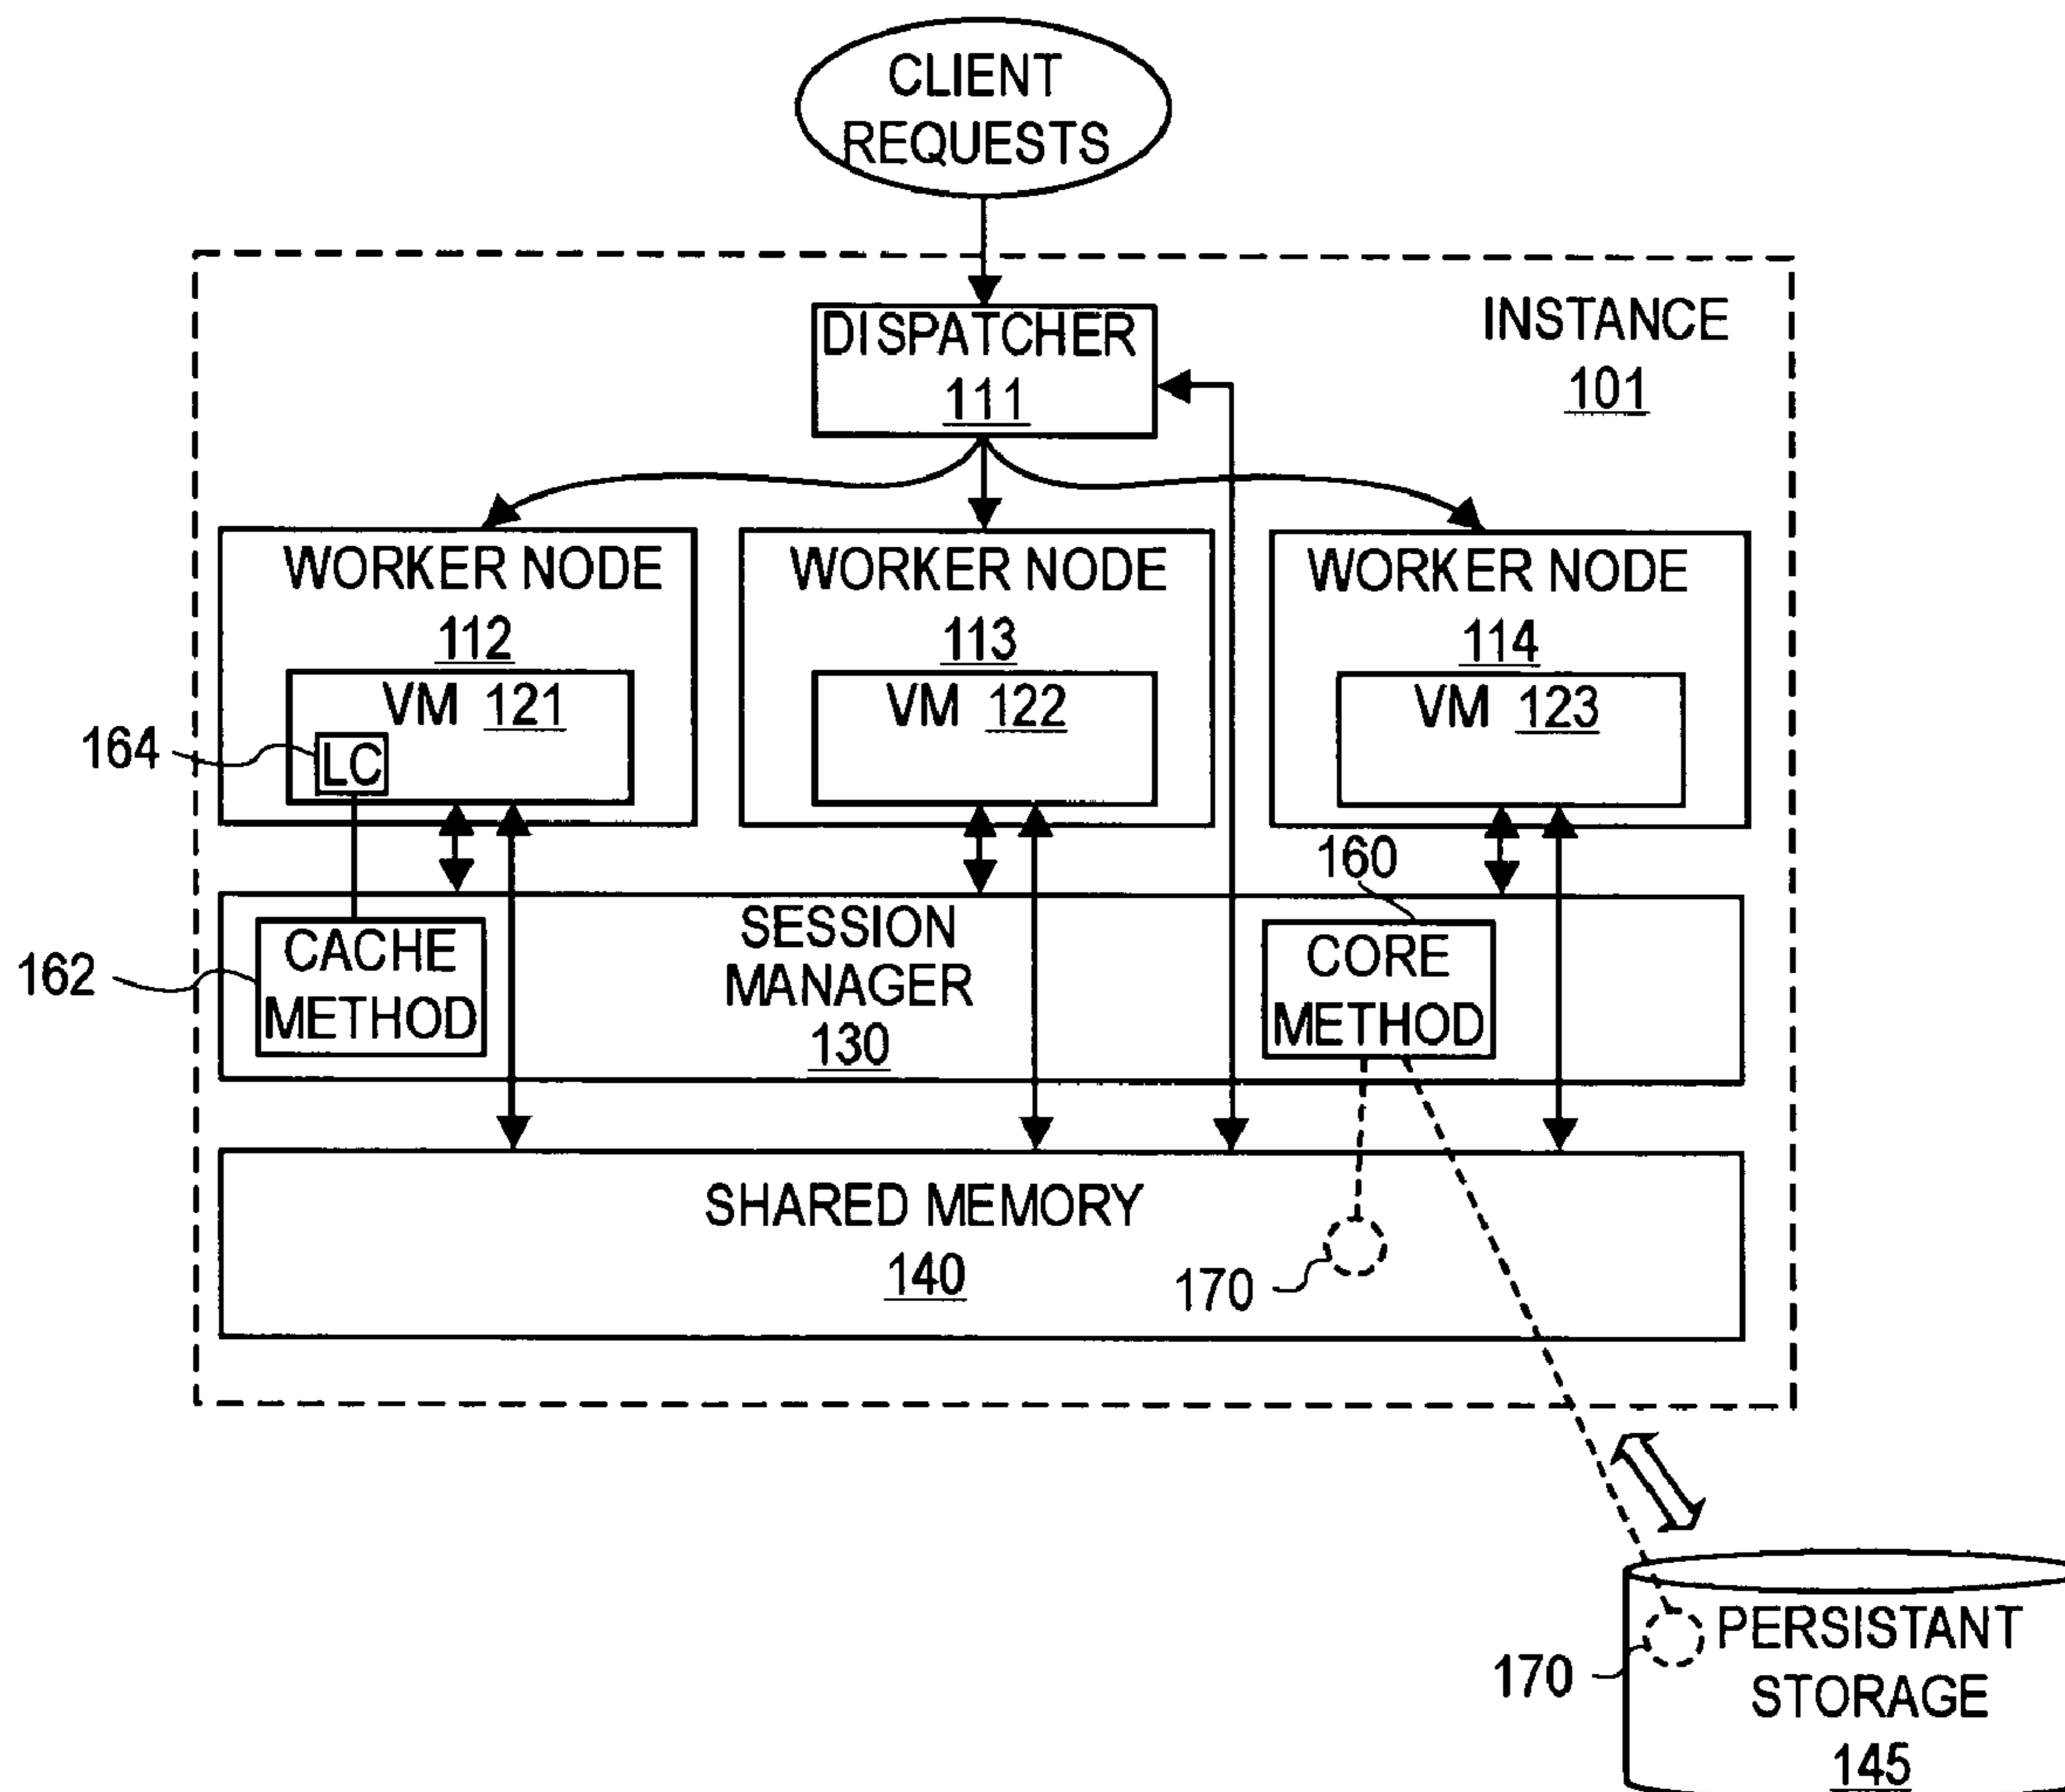 CLIENT
REQUESTS
DISPATCHER
111
INSTANCE
101
WORKER NODE
112
WORKER NODE
113
WORKER NODE
114
VM 121
VM 122
VM 123
164
LC
160
162
CACHE
METHOD
SESSION
MANAGER
130
CORE
METHOD
SHARED MEMORY
140
170
170
PERSISTANT
STORAGE
145